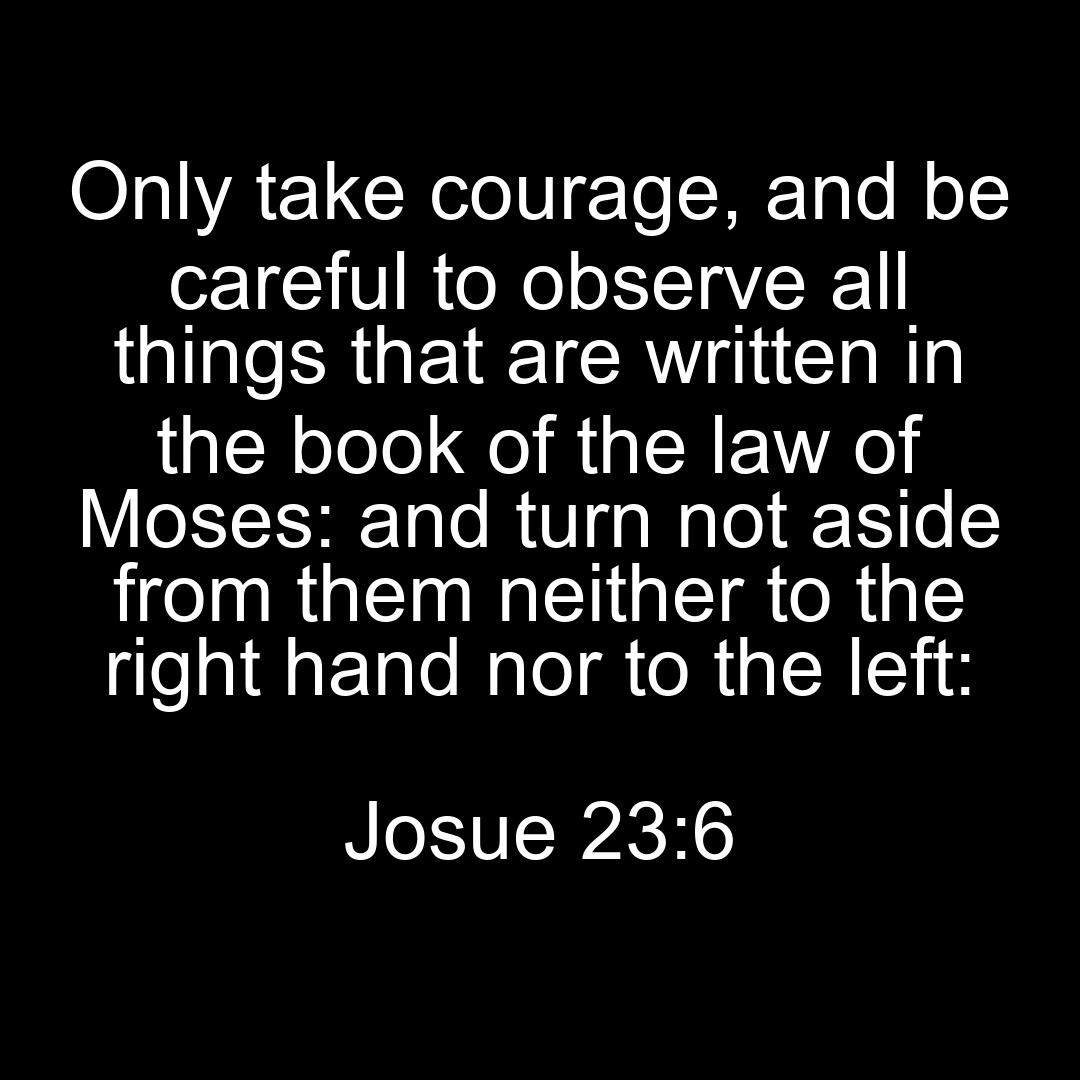 Only take courage, and be
careful to observe all
things that are written in
the book of the law of
Moses: and turn not aside
from them neither to the
right hand nor to the left:
Josue 23:6